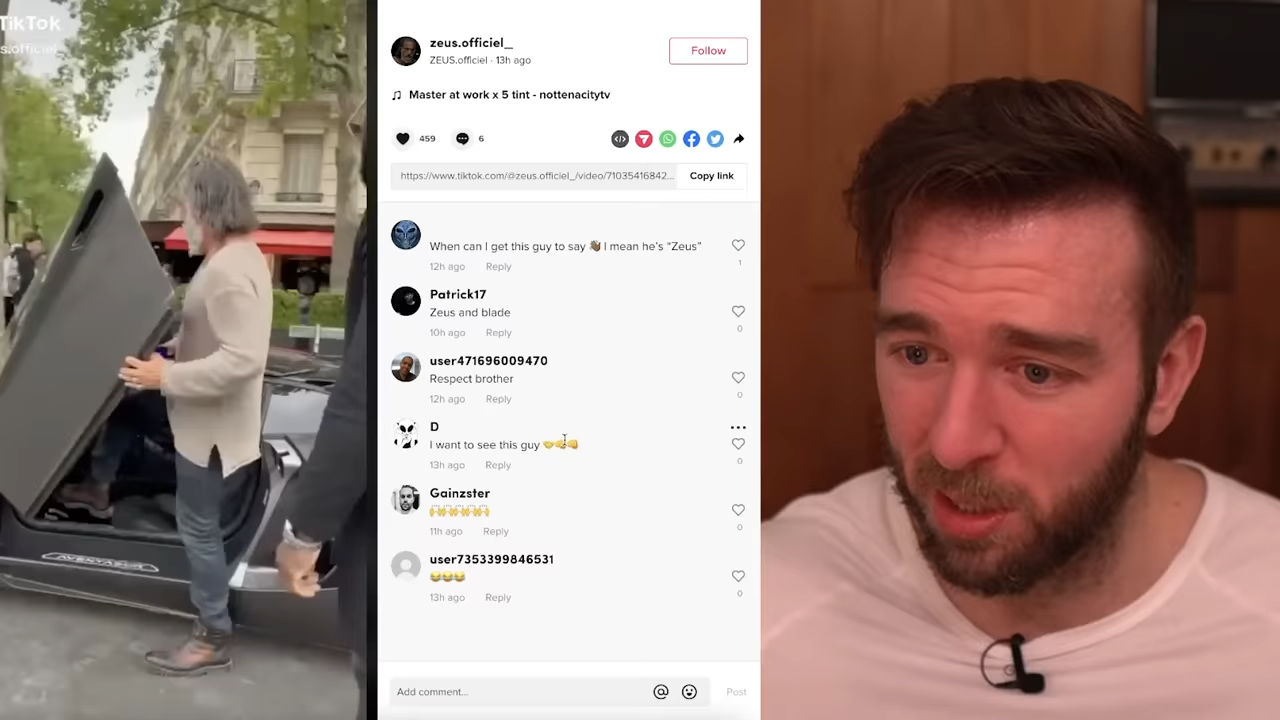 TikTok
s.officiel
AVENTADOR
zeus.officiel_
ZEUS.officiel · 13h ago
Follow
Master at work x 5 tint - nottenacitytv
459
6
https://www.tiktok.com/@zeus.officiel_/video/71035416842...
Copy link
When can I get this guy to say 👋🏾 I mean he's "Zeus"
12h ago Reply
1
Patrick17
Zeus and blade
10h ago Reply
0
user471696009470
Respect brother
12h ago Reply
0
D
I want to see this guy 🤝🤜🤛
13h ago Reply
0
Gainzster
🙌🙌🙌🙌🙌
11h ago Reply
0
user7353399846531
😂😂😂
13h ago Reply
0
Add comment...
Post